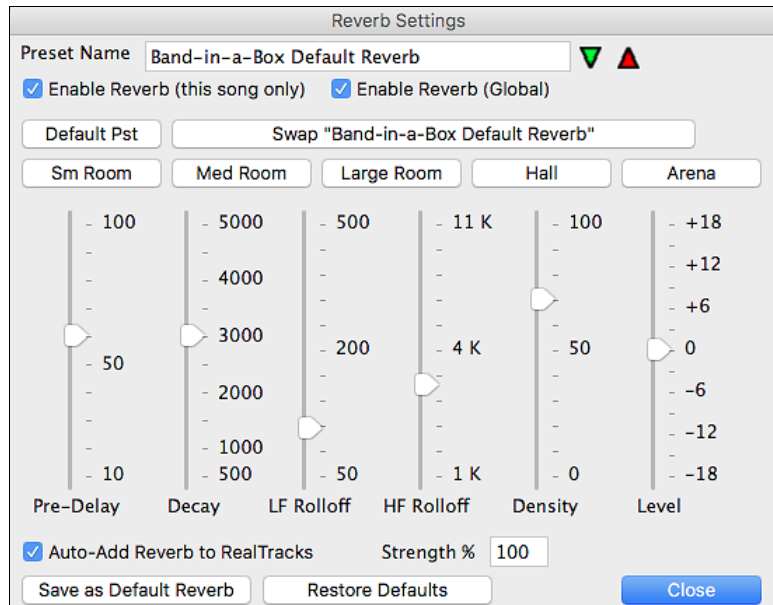 Reverb Settings
Preset Name Band-in-a-Box Default Reverb
Enable Reverb (this song only) Enable Reverb (Global)
Default Pst Swap "Band-in-a-Box Default Reverb"
Sm Room Med Room Large Room Hall Arena
100 5000 500 11 K 100 +18
4000 +12
3000 +6
50 200 4 K 50 0
2000 -6
1000 -12
10 500 50 1 K 0 -18
Pre-Delay Decay LF Rolloff HF Rolloff Density Level
Auto-Add Reverb to RealTracks Strength % 100
Save as Default Reverb Restore Defaults Close